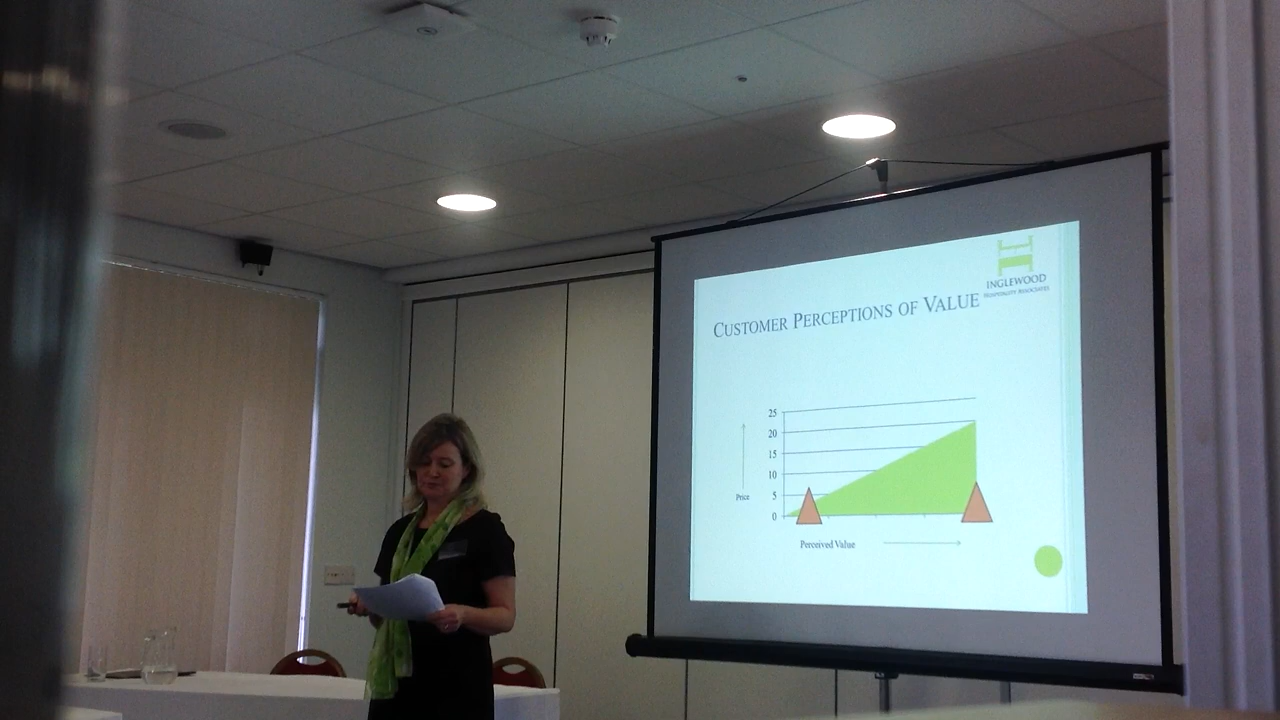 INGLEWOOD
HOSPITALITY ASSOCIATES
CUSTOMER PERCEPTIONS OF VALUE
25
20
15
10
5
0
Price
Perceived Value